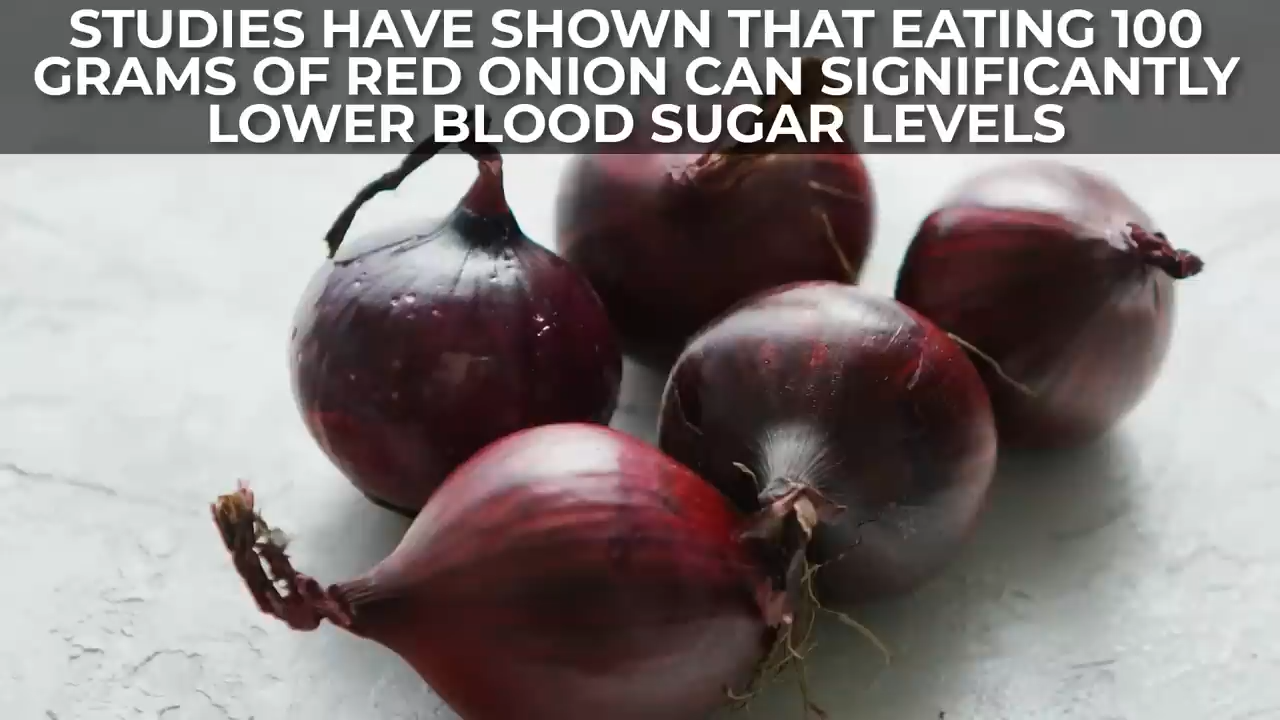 STUDIES HAVE SHOWN THAT EATING 100
GRAMS OF RED ONION CAN SIGNIFICANTLY
LOWER BLOOD SUGAR LEVELS